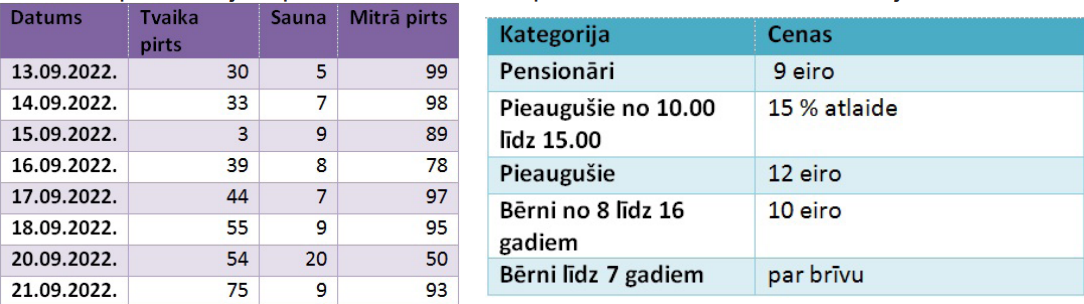 Datums Tvaika pirts Sauna Mitrā pirts
13.09.2022. 30 5 99
14.09.2022. 33 7 98
15.09.2022. 3 9 89
16.09.2022. 39 8 78
17.09.2022. 44 7 97
18.09.2022. 55 9 95
20.09.2022. 54 20 50
21.09.2022. 75 9 93
Kategorija Cenas
Pensionāri 9 eiro
Pieaugušie no 10.00 15 % atlaide
līdz 15.00
Pieaugušie 12 eiro
Bērni no 8 līdz 16 10 eiro
gadiem
Bērni līdz 7 gadiem par brīvu